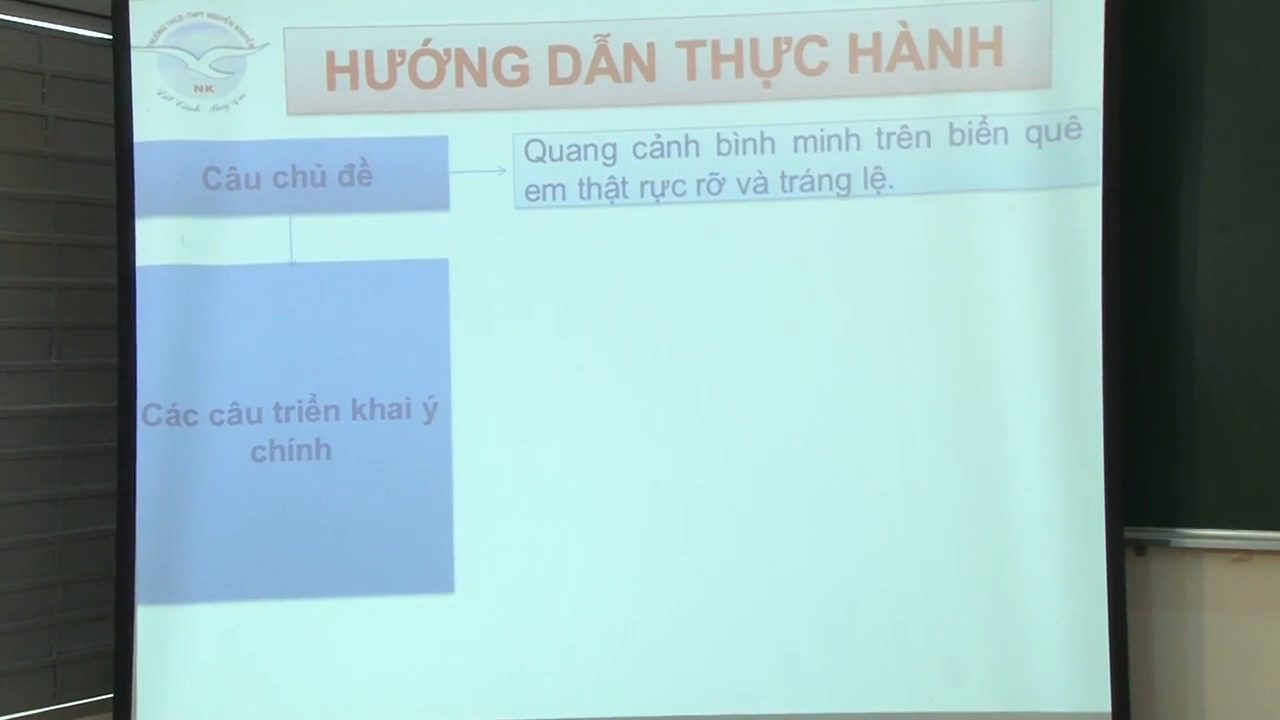 HƯỚNG DẪN THỰC HÀNH
NK
Câu chủ đề
Quang cảnh bình minh trên biển quê
em thật rực rỡ và tráng lệ.
Các câu triển khai ý
chính